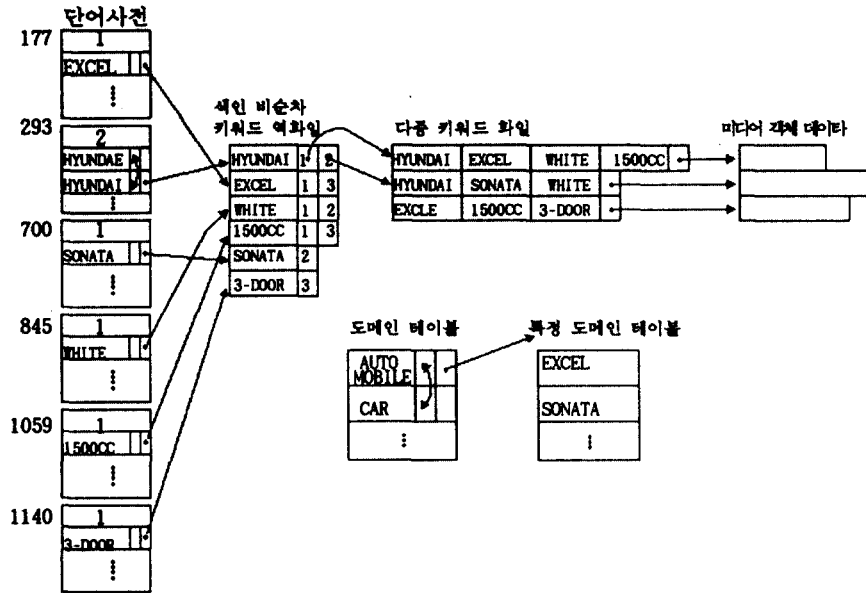 단어사전
177
1
EXCEL
293
2
HYUNDAE
HYUNDAI
700
1
SONATA
845
1
WHITE
1059
1
1500CC
1140
1
3-DOOR
색인 비순차
키워드 역화일
HYUNDAI 1 2
EXCEL 1 3
WHITE 1 2
1500CC 1 3
SONATA 2
3-DOOR 3
다중 키워드 화일
HYUNDAI EXCEL WHITE 1500CC
HYUNDAI SONATA WHITE
EXCLE 1500CC 3-DOOR
미디어 객체 데이타
도메인 테이블
AUTO
MOBILE
CAR
특정 도메인 테이블
EXCEL
SONATA